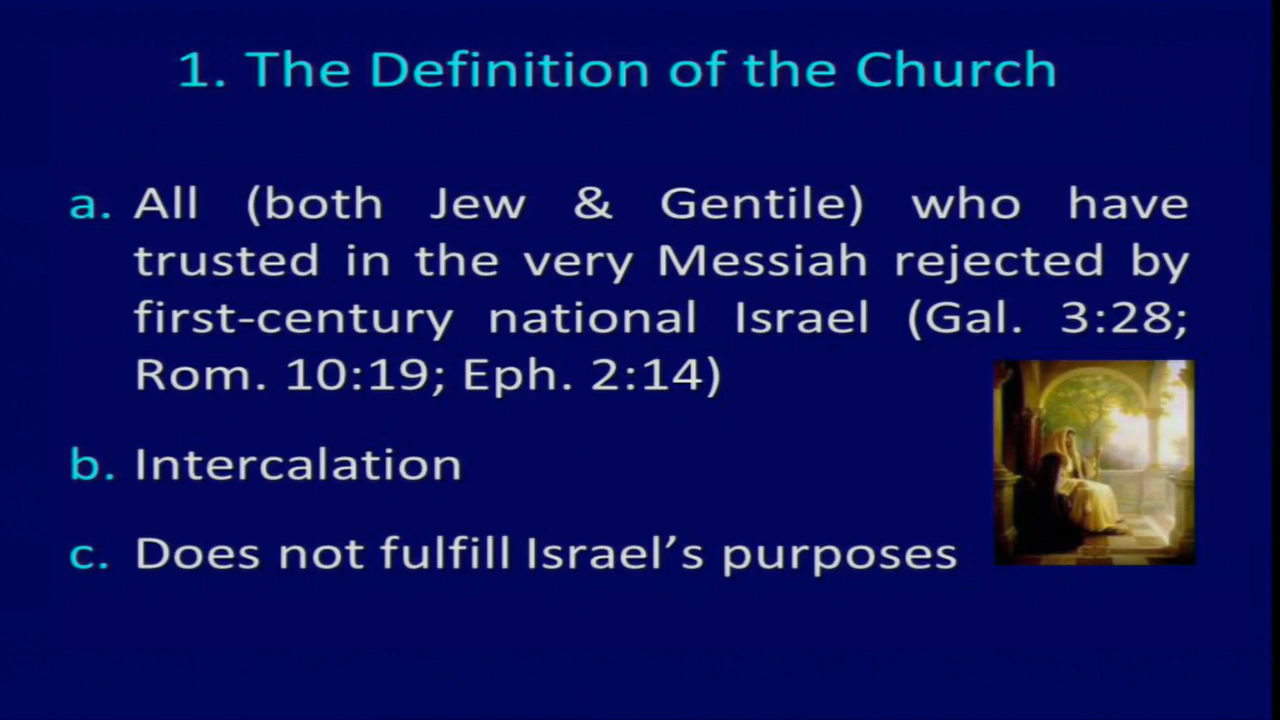 1. The Definition of the Church
a. All (both Jew & Gentile) who have
trusted in the very Messiah rejected by
first-century national Israel (Gal. 3:28;
Rom. 10:19; Eph. 2:14)
b. Intercalation
c. Does not fulfill Israel’s purposes